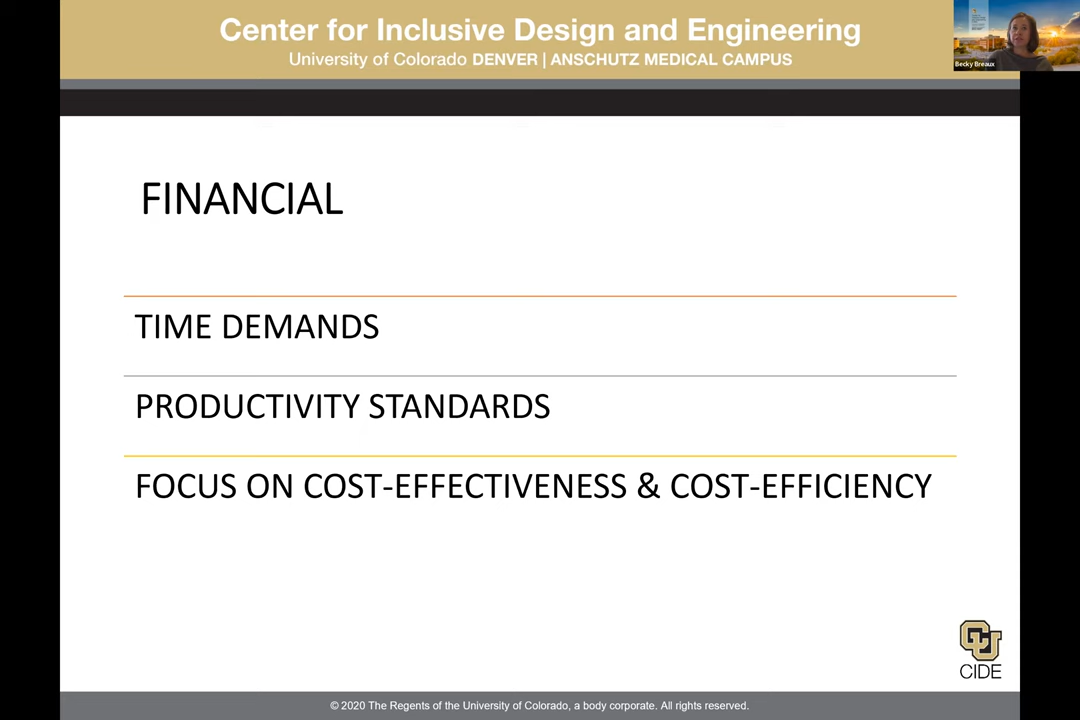 Center for Inclusive Design and Engineering
University of Colorado DENVER | ANSCHUTZ MEDICAL CAMPUS
Becky Breaux
FINANCIAL
TIME DEMANDS
PRODUCTIVITY STANDARDS
FOCUS ON COST-EFFECTIVENESS & COST-EFFICIENCY
CU
CIDE
© 2020 The Regents of the University of Colorado, a body corporate. All rights reserved.